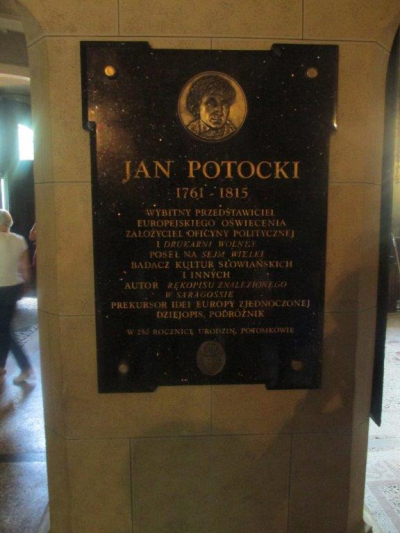 JAN POTOCKI
1761 - 1815
WYBITNY PRZEDSTAWICIEL
EUROPEJSKIEGO OŚWIECENIA
ZAŁOŻYCIEL OFICYNY POLITYCZNEJ
I DRUKARNI WOLNEJ
POSEŁ NA SEJM WIELKI
BADACZ KULTUR SŁOWIAŃSKICH
I INNYCH
AUTOR RĘKOPISU ZNALEZIONEGO
W SARAGOSSIE
PREKURSOR IDEI EUROPY ZJEDNOCZONEJ
DZIEJOPIS, PODRÓŻNIK
W 250 ROCZNICĘ URODZIN, POTOMKOWIE